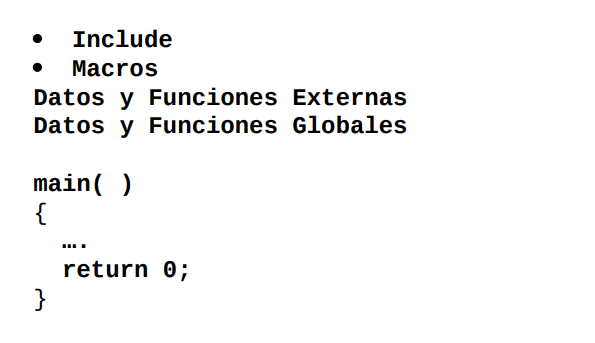 • Include
• Macros
Datos y Funciones Externas
Datos y Funciones Globales
main( )
{
….
return 0;
}